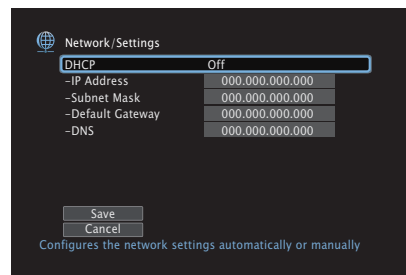 Network/Settings
DHCP Off
-IP Address 000.000.000.000
-Subnet Mask 000.000.000.000
-Default Gateway 000.000.000.000
-DNS 000.000.000.000
Save
Cancel
Configures the network settings automatically or manually